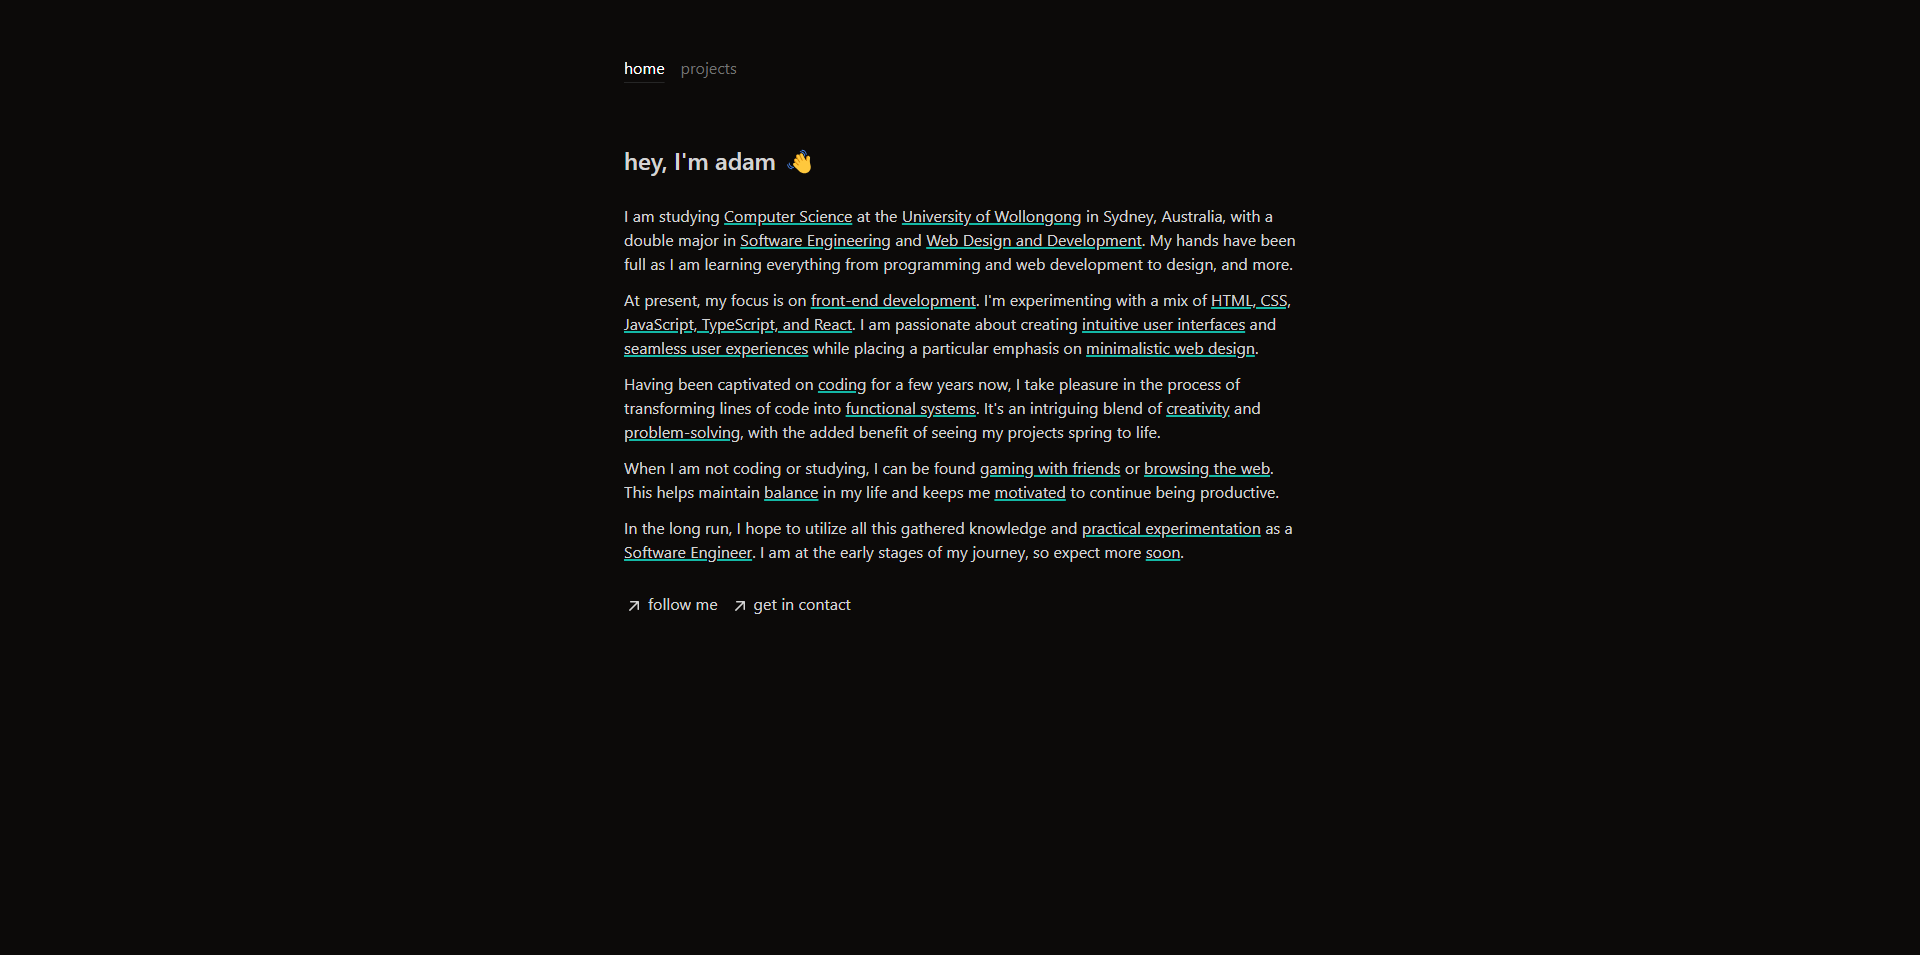 home projects
hey, I'm adam 👋
I am studying Computer Science at the University of Wollongong in Sydney, Australia, with a
double major in Software Engineering and Web Design and Development. My hands have been
full as I am learning everything from programming and web development to design, and more.
At present, my focus is on front-end development. I'm experimenting with a mix of HTML, CSS,
JavaScript, TypeScript, and React. I am passionate about creating intuitive user interfaces and
seamless user experiences while placing a particular emphasis on minimalistic web design.
Having been captivated on coding for a few years now, I take pleasure in the process of
transforming lines of code into functional systems. It's an intriguing blend of creativity and
problem-solving, with the added benefit of seeing my projects spring to life.
When I am not coding or studying, I can be found gaming with friends or browsing the web.
This helps maintain balance in my life and keeps me motivated to continue being productive.
In the long run, I hope to utilize all this gathered knowledge and practical experimentation as a
Software Engineer. I am at the early stages of my journey, so expect more soon.
follow me get in contact